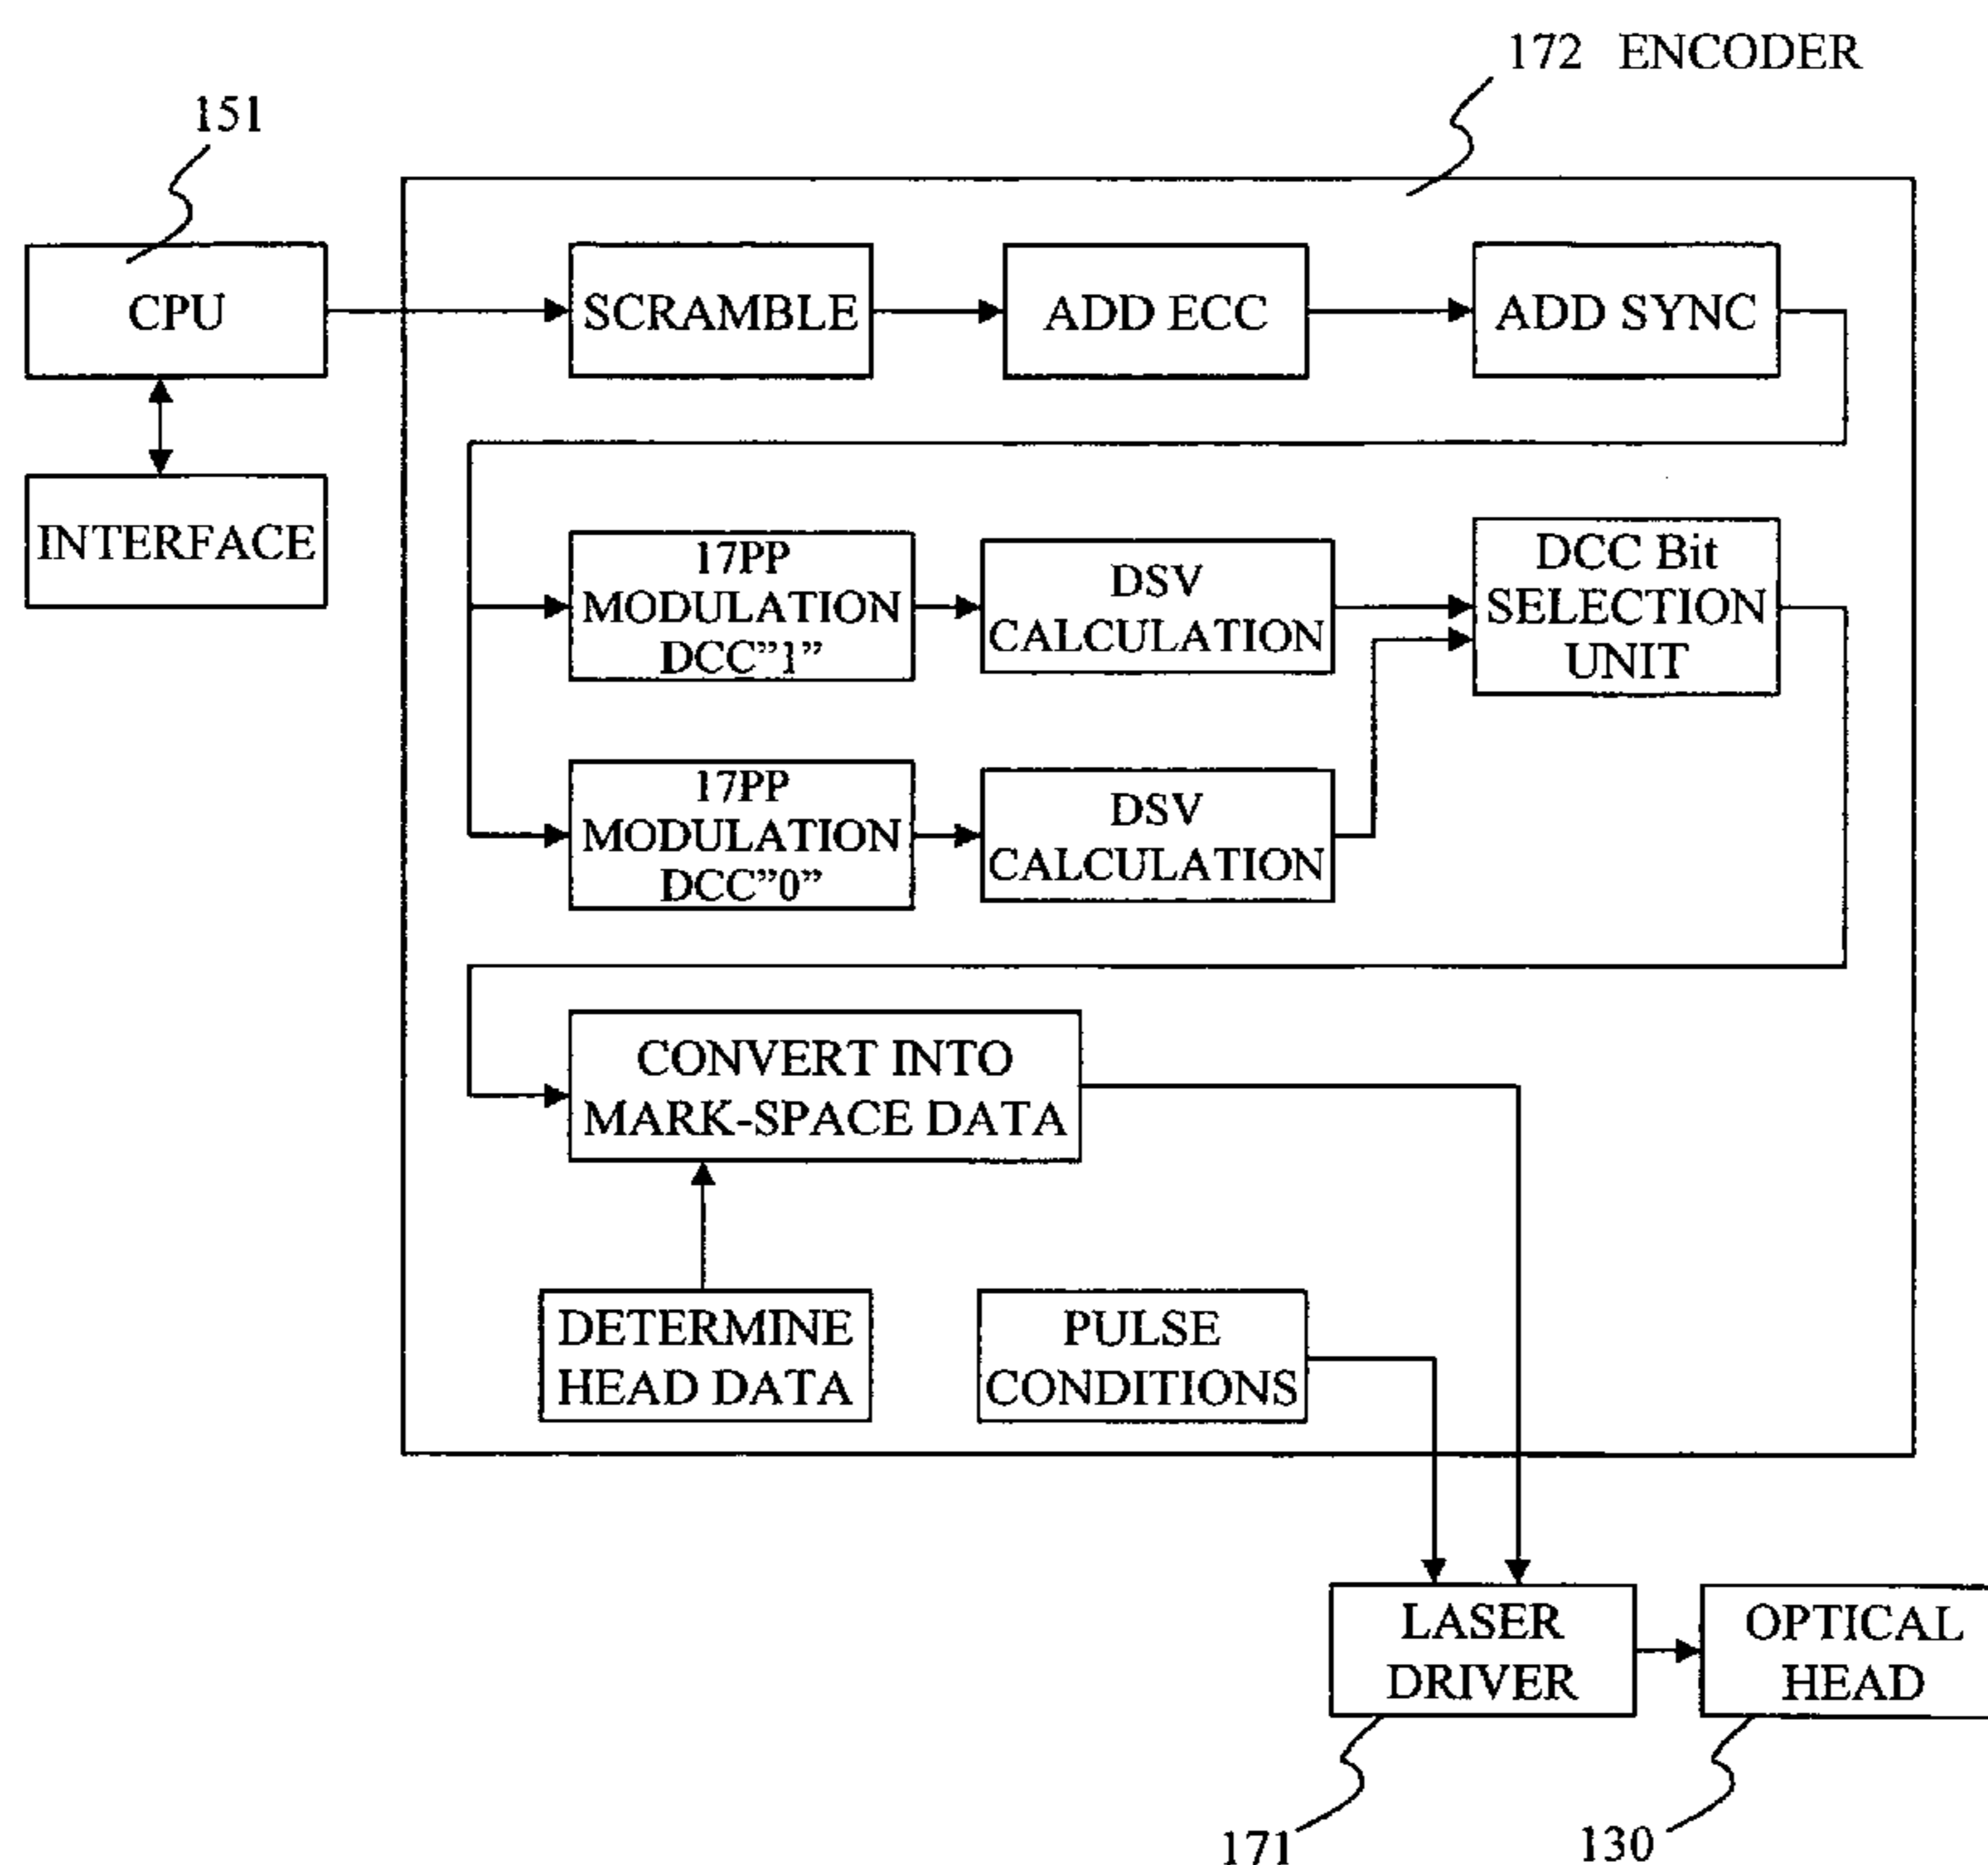 172 ENCODER
151
CPU
SCRAMBLE
ADD ECC
ADD SYNC
INTERFACE
17PP
MODULATION
DCC”1”
DSV
CALCULATION
DCC Bit
SELECTION
UNIT
17PP
MODULATION
DCC”0”
DSV
CALCULATION
CONVERT INTO
MARK-SPACE DATA
DETERMINE
HEAD DATA
PULSE
CONDITIONS
LASER
DRIVER
OPTICAL
HEAD
171
130